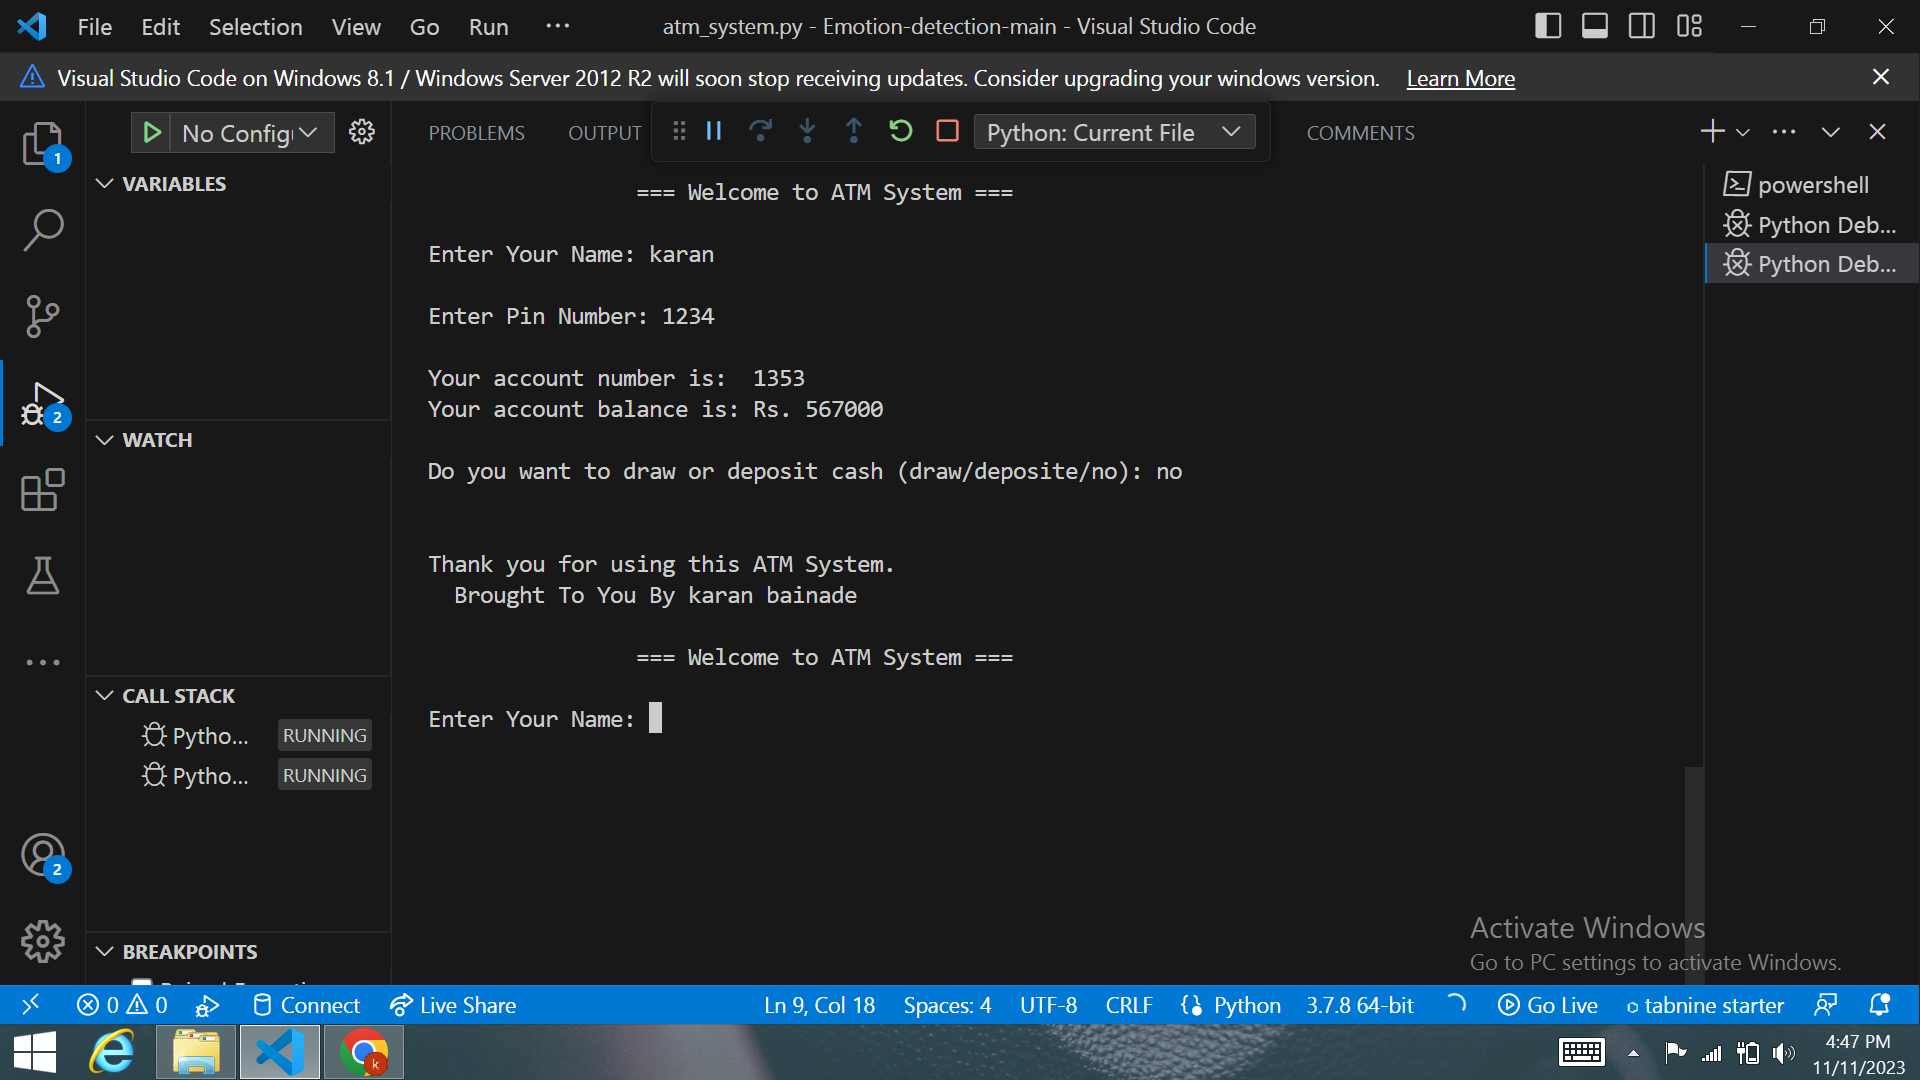 File Edit Selection View Go Run ··· atm_system.py - Emotion-detection-main - Visual Studio Code
Visual Studio Code on Windows 8.1 / Windows Server 2012 R2 will soon stop receiving updates. Consider upgrading your windows version. Learn More
No Config
PROBLEMS OUTPUT Python: Current File COMMENTS
VARIABLES
WATCH
CALL STACK
Pytho... RUNNING
Pytho... RUNNING
BREAKPOINTS
=== Welcome to ATM System ===
Enter Your Name: karan
Enter Pin Number: 1234
Your account number is: 1353
Your account balance is: Rs. 567000
Do you want to draw or deposit cash (draw/deposite/no): no
Thank you for using this ATM System.
Brought To You By karan bainade
=== Welcome to ATM System ===
Enter Your Name:
powershell
Python Deb...
Python Deb...
1
2
2
Activate Windows
Go to PC settings to activate Windows.
0 0 Connect Live Share Ln 9, Col 18 Spaces: 4 UTF-8 CRLF Python 3.7.8 64-bit Go Live tabnine starter
k
4:47 PM
11/11/2023